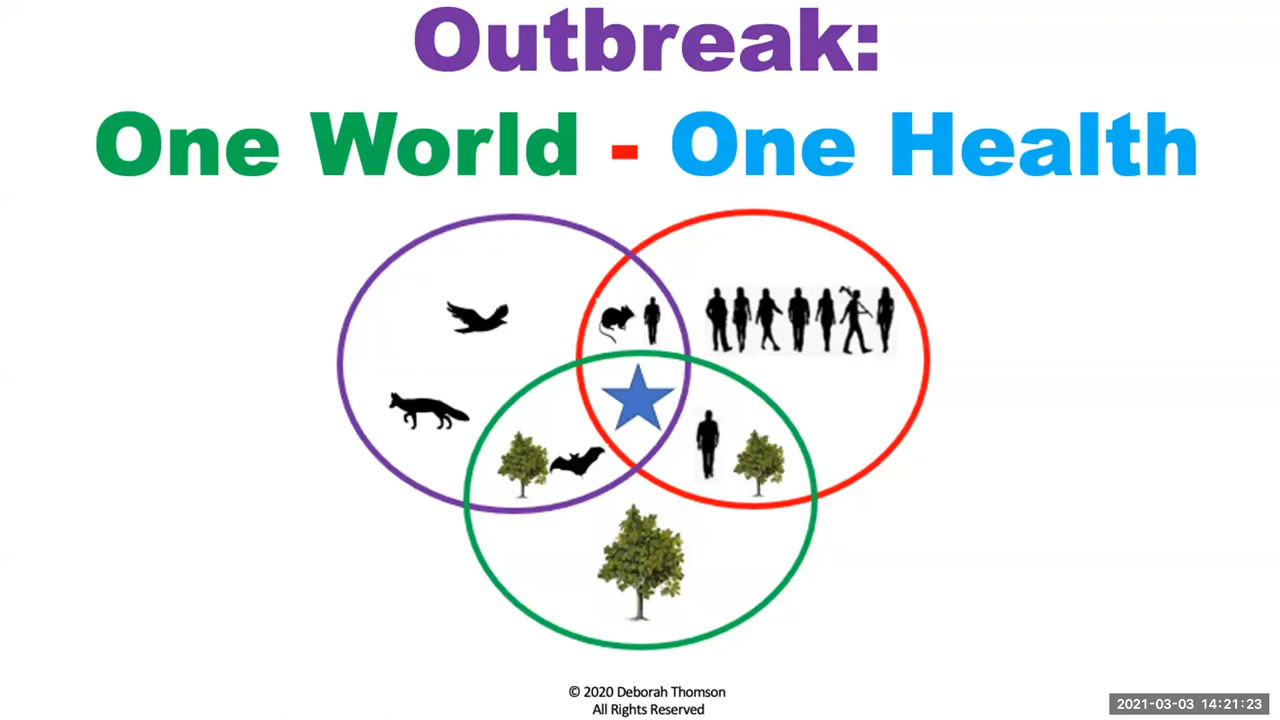 Outbreak:
One World - One Health
© 2020 Deborah Thomson
All Rights Reserved
2021-03-03 14:21:23